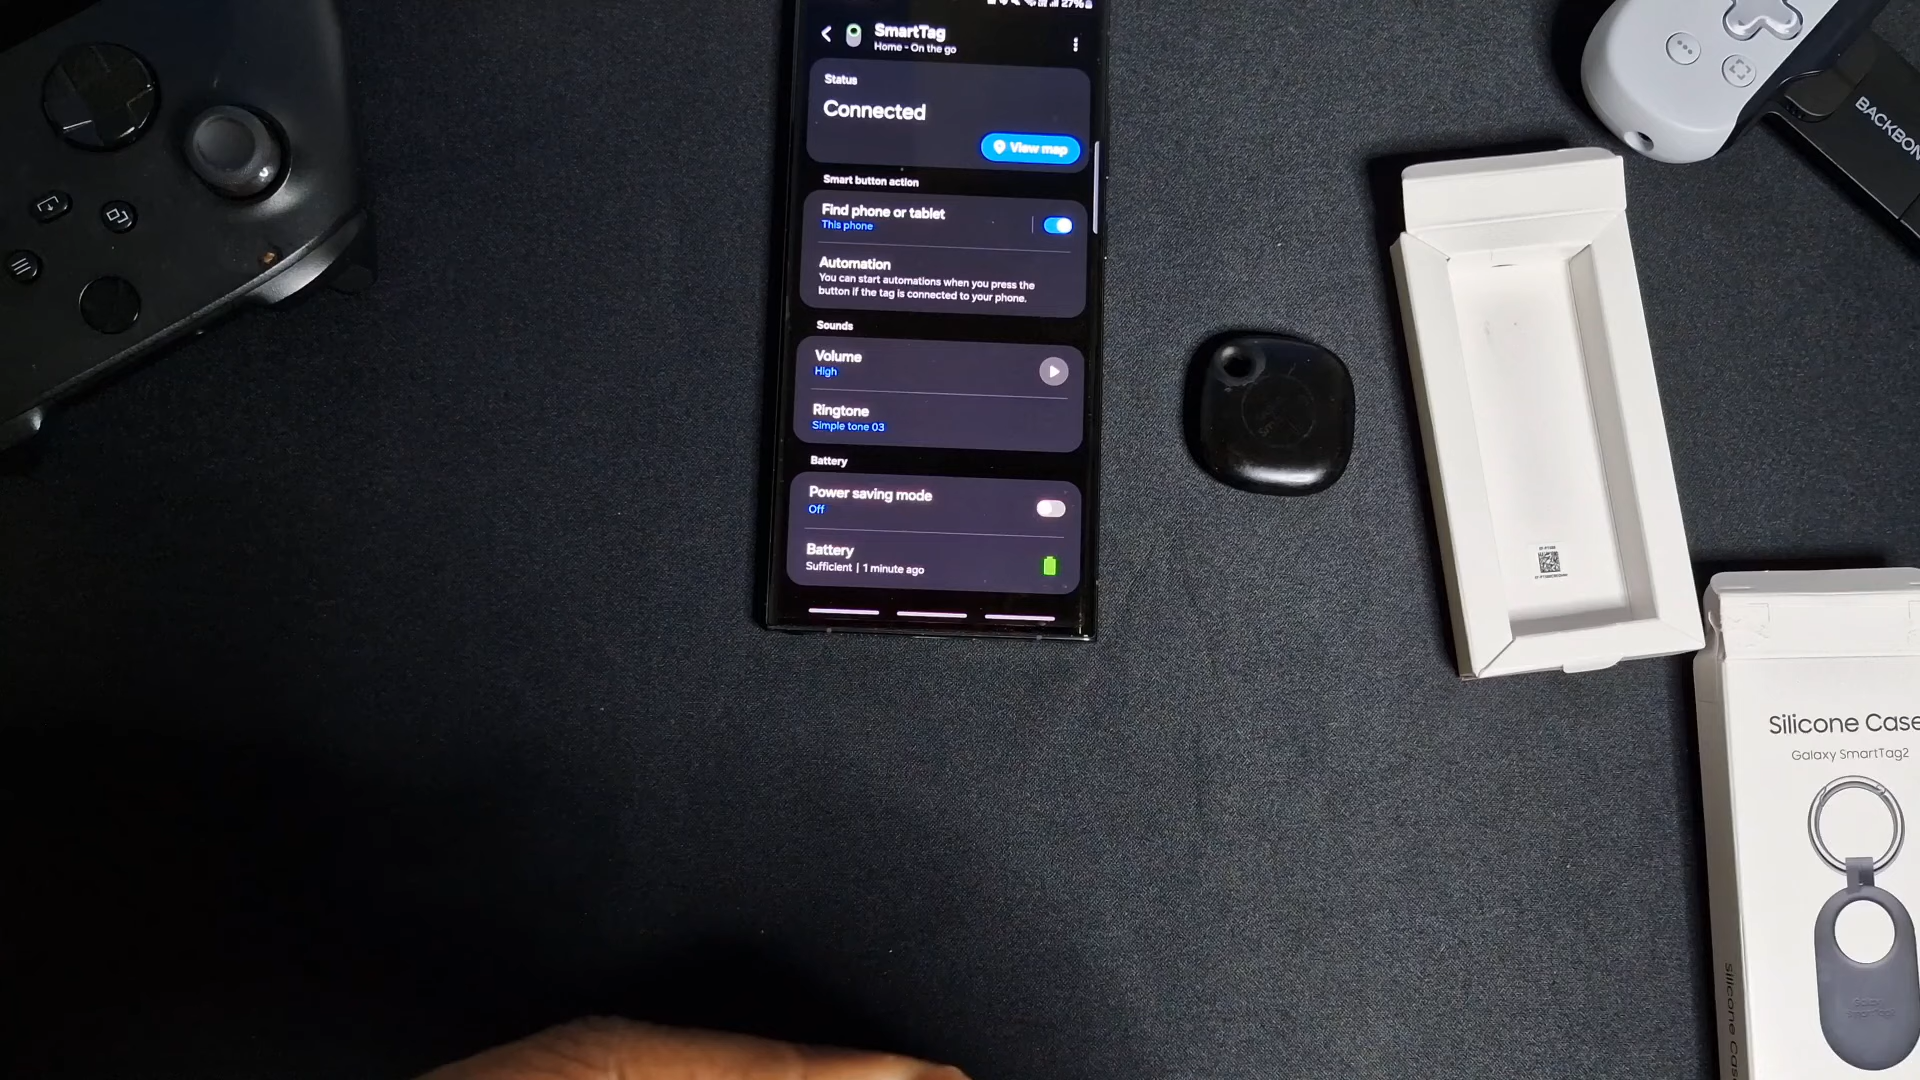 27%
SmartTag
Home - On the go
Status
Connected
View map
Smart button action
Find phone or tablet
This phone
Automation
You can start automations when you press the
button if the tag is connected to your phone.
Sounds
Volume
High
Ringtone
Simple tone 03
Battery
Power saving mode
Off
Battery
Sufficient | 1 minute ago
BACKBON
Silicone Case
Galaxy SmartTag2
Silicone Cas